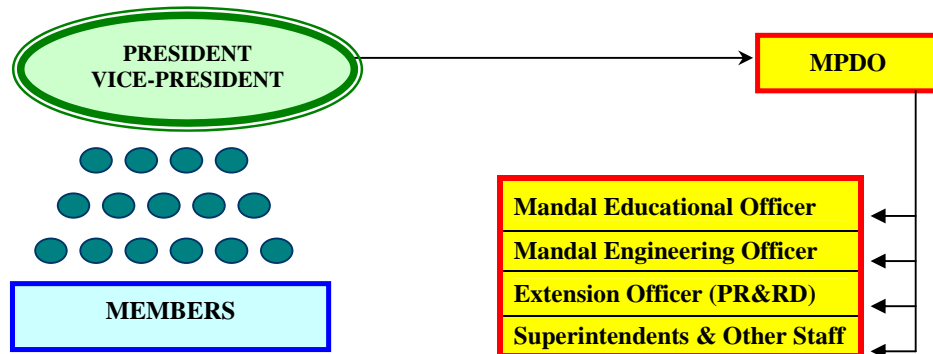 PRESIDENT
VICE-PRESIDENT
MPDO
Mandal Educational Officer
Mandal Engineering Officer
Extension Officer (PR&RD)
Superintendents & Other Staff
MEMBERS